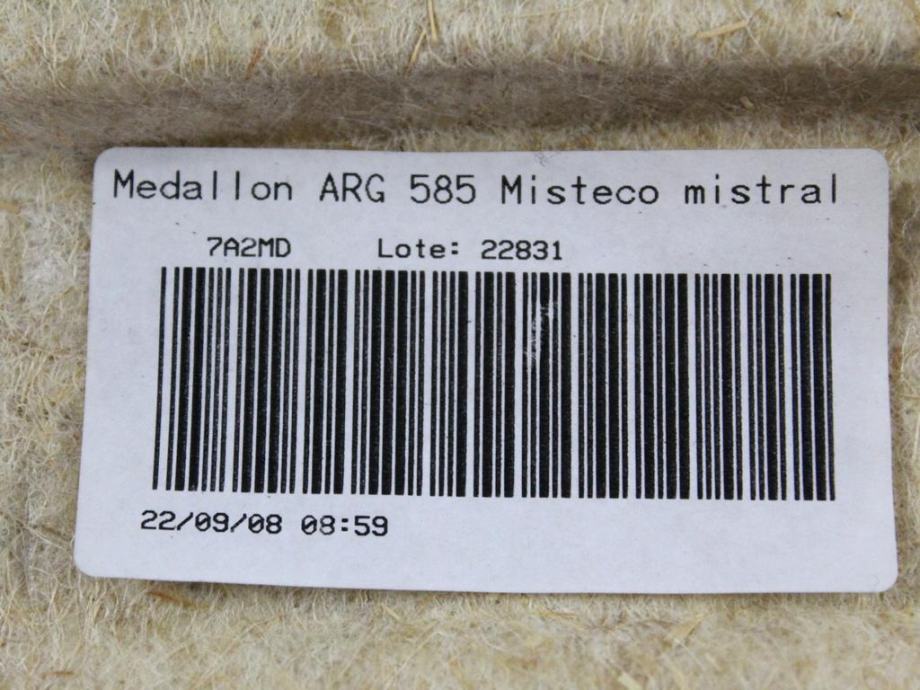 Medallon ARG 585 Misteco mistral
7A2MD Lote: 22831
22/09/08 08:59